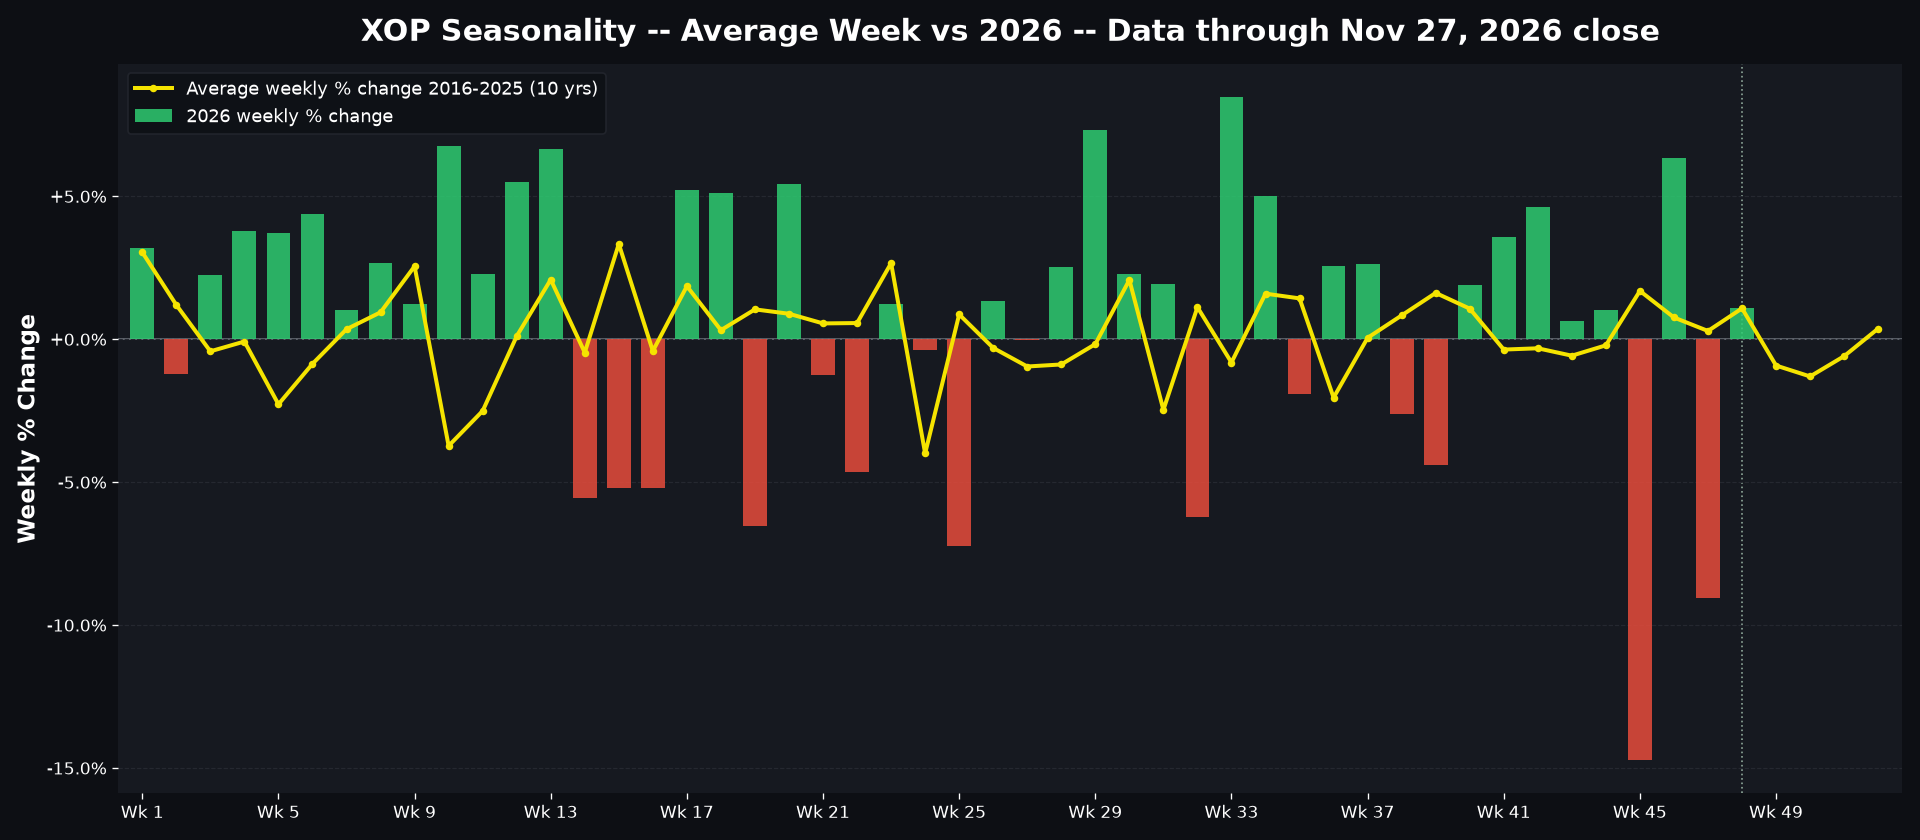 XOP Seasonality -- Average Week vs 2026 -- Data through Nov 27, 2026 close
Average weekly % change 2016-2025 (10 yrs)
2026 weekly % change
Weekly % Change
+5.0%
+0.0%
-5.0%
-10.0%
-15.0%
Wk 1 Wk 5 Wk 9 Wk 13 Wk 17 Wk 21 Wk 25 Wk 29 Wk 33 Wk 37 Wk 41 Wk 45 Wk 49